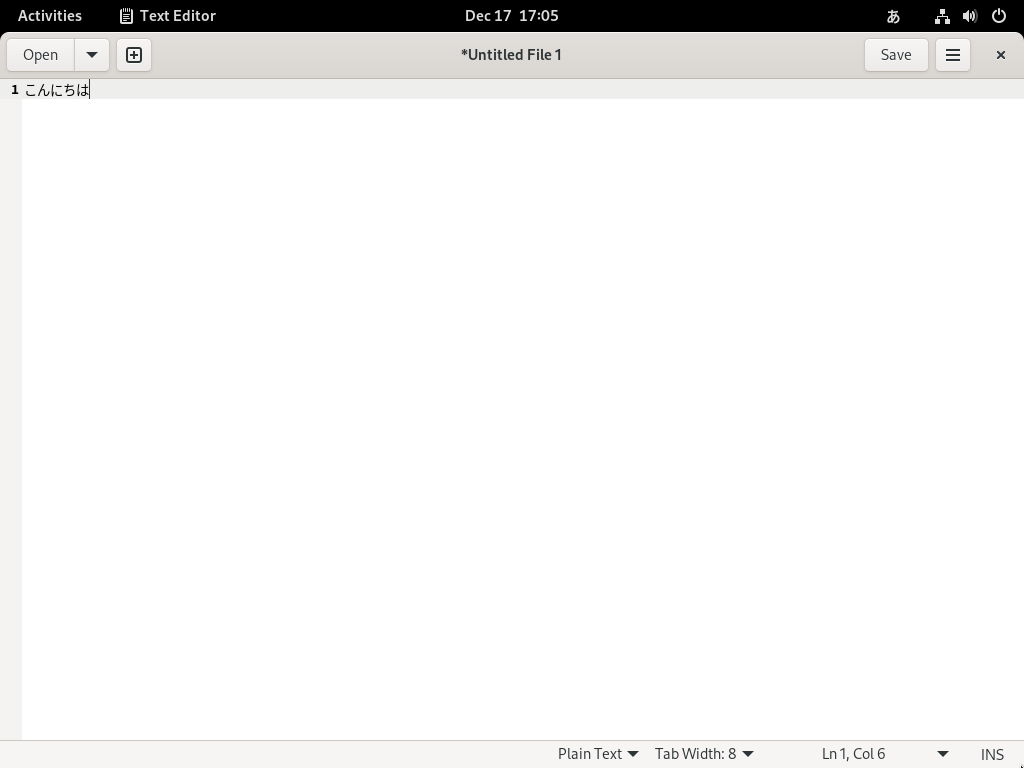 Activities Text Editor Dec 17 17:05 あ
Open *Untitled File 1 Save
1 こんにちは
Plain Text Tab Width: 8 Ln 1, Col 6 INS